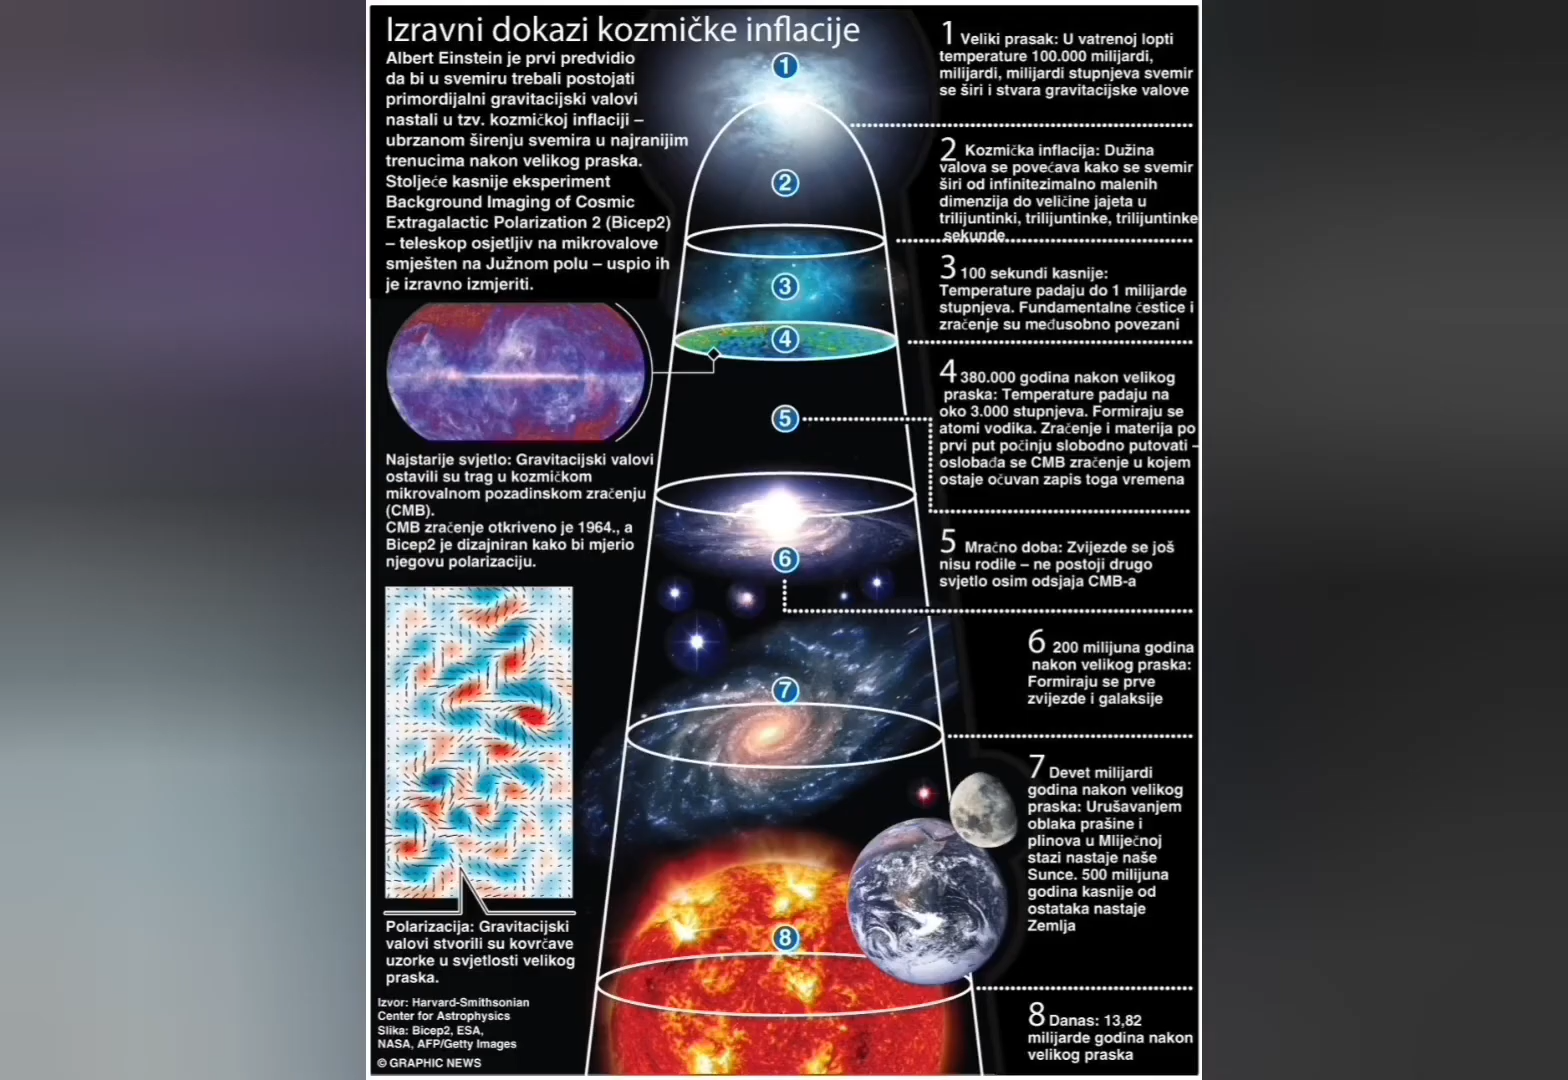 Izravni dokazi kozmičke inflacije
Albert Einstein je prvi predvidio
da bi u svemiru trebali postojati
primordijalni gravitacijski valovi
nastali u tzv. kozmičkoj inflaciji –
ubrzanom širenju svemira u najranijim
trenucima nakon velikog praska.
Stoljeće kasnije eksperiment
Background Imaging of Cosmic
Extragalactic Polarization 2 (Bicep2)
– teleskop osjetljiv na mikrovalove
smješten na Južnom polu – uspio ih
je izravno izmjeriti.
Najstarije svjetlo: Gravitacijski valovi
ostavili su trag u kozmičkom
mikrovalnom pozadinskom zračenju
(CMB).
CMB zračenje otkriveno je 1964., a
Bicep2 je dizajniran kako bi mjerio
njegovu polarizaciju.
Polarizacija: Gravitacijski
valovi stvorili su kovrčave
uzorke u svjetlosti velikog
praska.
Izvor: Harvard-Smithsonian
Center for Astrophysics
Slika: Bicep2, ESA,
NASA, AFP/Getty Images
© GRAPHIC NEWS
1
2
3
4
5
6
7
8
1 Veliki prasak: U vatrenoj lopti
temperature 100.000 milijardi,
milijardi, milijardi stupnjeva svemir
se širi i stvara gravitacijske valove
2 Kozmička inflacija: Dužina
valova se povećava kako se svemir
širi od infinitezimalno malenih
dimenzija do veličine jajeta u
trilijuntinki, trilijuntinke, trilijuntinke
sekunde
3 100 sekundi kasnije:
Temperature padaju do 1 milijarde
stupnjeva. Fundamentalne čestice i
zračenje su međusobno povezani
4 380.000 godina nakon velikog
praska: Temperature padaju na
oko 3.000 stupnjeva. Formiraju se
atomi vodika. Zračenje i materija po
prvi put počinju slobodno putovati –
oslobađa se CMB zračenje u kojem
ostaje očuvan zapis toga vremena
5 Mračno doba: Zvijezde se još
nisu rodile – ne postoji drugo
svjetlo osim odsjaja CMB-a
6 200 milijuna godina
nakon velikog praska:
Formiraju se prve
zvijezde i galaksije
7 Devet milijardi
godina nakon velikog
praska: Urušavanjem
oblaka prašine i
plinova u Mliječnoj
stazi nastaje naše
Sunce. 500 milijuna
godina kasnije od
ostataka nastaje
Zemlja
8 Danas: 13,82
milijarde godina nakon
velikog praska